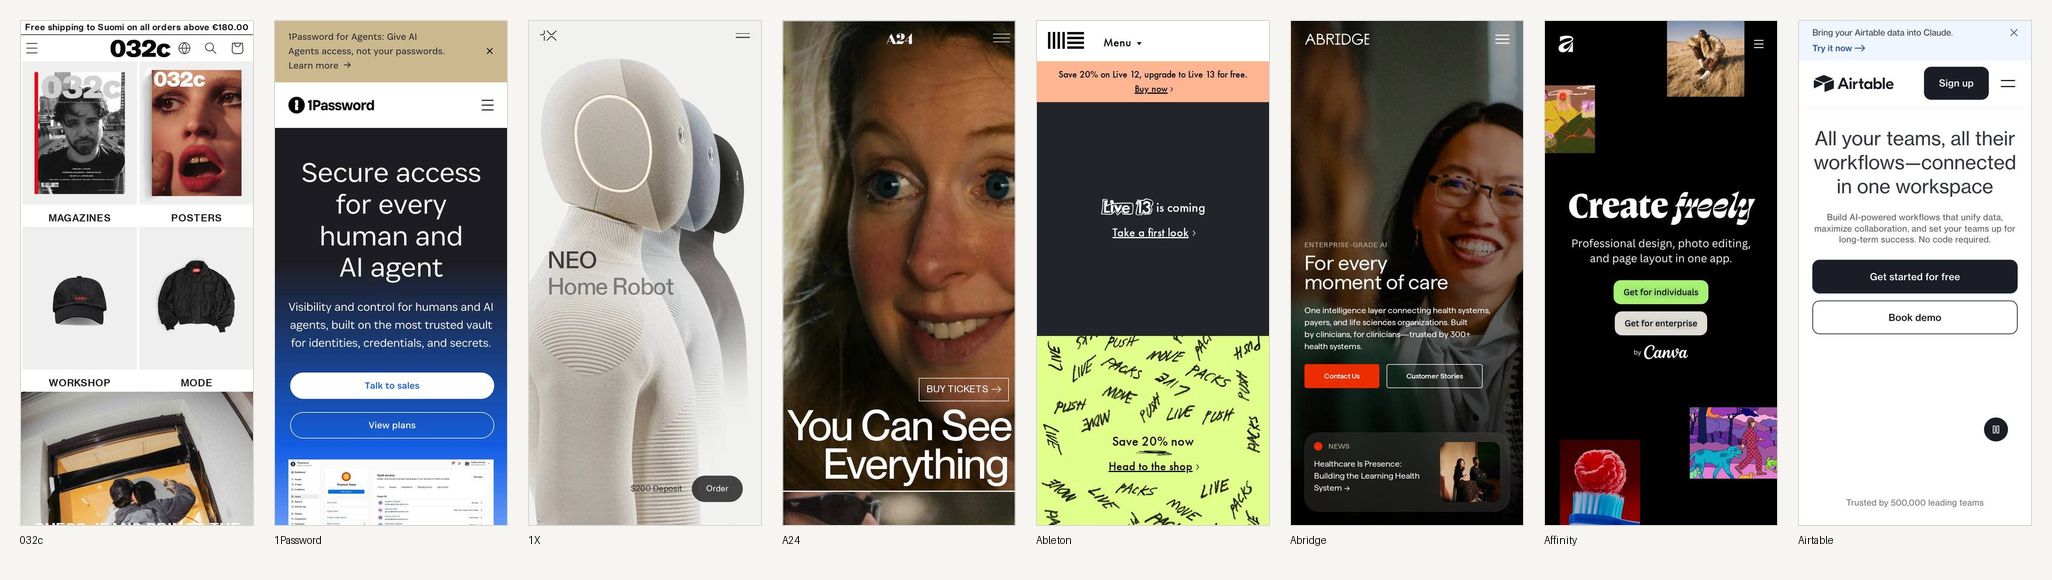 Free shipping to Suomi on all orders above €180.00
032c
032c
032c
MAGAZINES
POSTERS
WORKSHOP
MODE
032c
1Password for Agents: Give AI
Agents access, not your passwords.
Learn more →
1Password
Secure access
for every
human and
AI agent
Visibility and control for humans and AI
agents, built on the most trusted vault
for identities, credentials, and secrets.
Talk to sales
View plans
1Password
1X
NEO
Home Robot
$200 Deposit
Order
1X
A24
BUY TICKETS →
You Can See
Everything
A24
Menu
Save 20% on Live 12, upgrade to Live 13 for free.
Buy now ›
Live 13 is coming
Take a first look ›
PUSH
MOVE
PACKS
LIVE
Save 20% now
Head to the shop ›
Ableton
ABRIDGE
ENTERPRISE-GRADE AI
For every
moment of care
One intelligence layer connecting health systems,
payers, and life sciences organizations. Built
by clinicians, for clinicians—trusted by 300+
health systems.
Contact Us
Customer Stories
NEWS
Healthcare Is Presence:
Building the Learning Health
System →
Abridge
Create freely
Professional design, photo editing,
and page layout in one app.
Get for individuals
Get for enterprise
by Canva
Affinity
Bring your Airtable data into Claude.
Try it now →
Airtable
Sign up
All your teams, all their
workflows—connected
in one workspace
Build AI-powered workflows that unify data,
maximize collaboration, and set your teams up for
long-term success. No code required.
Get started for free
Book demo
Trusted by 500,000 leading teams
Airtable